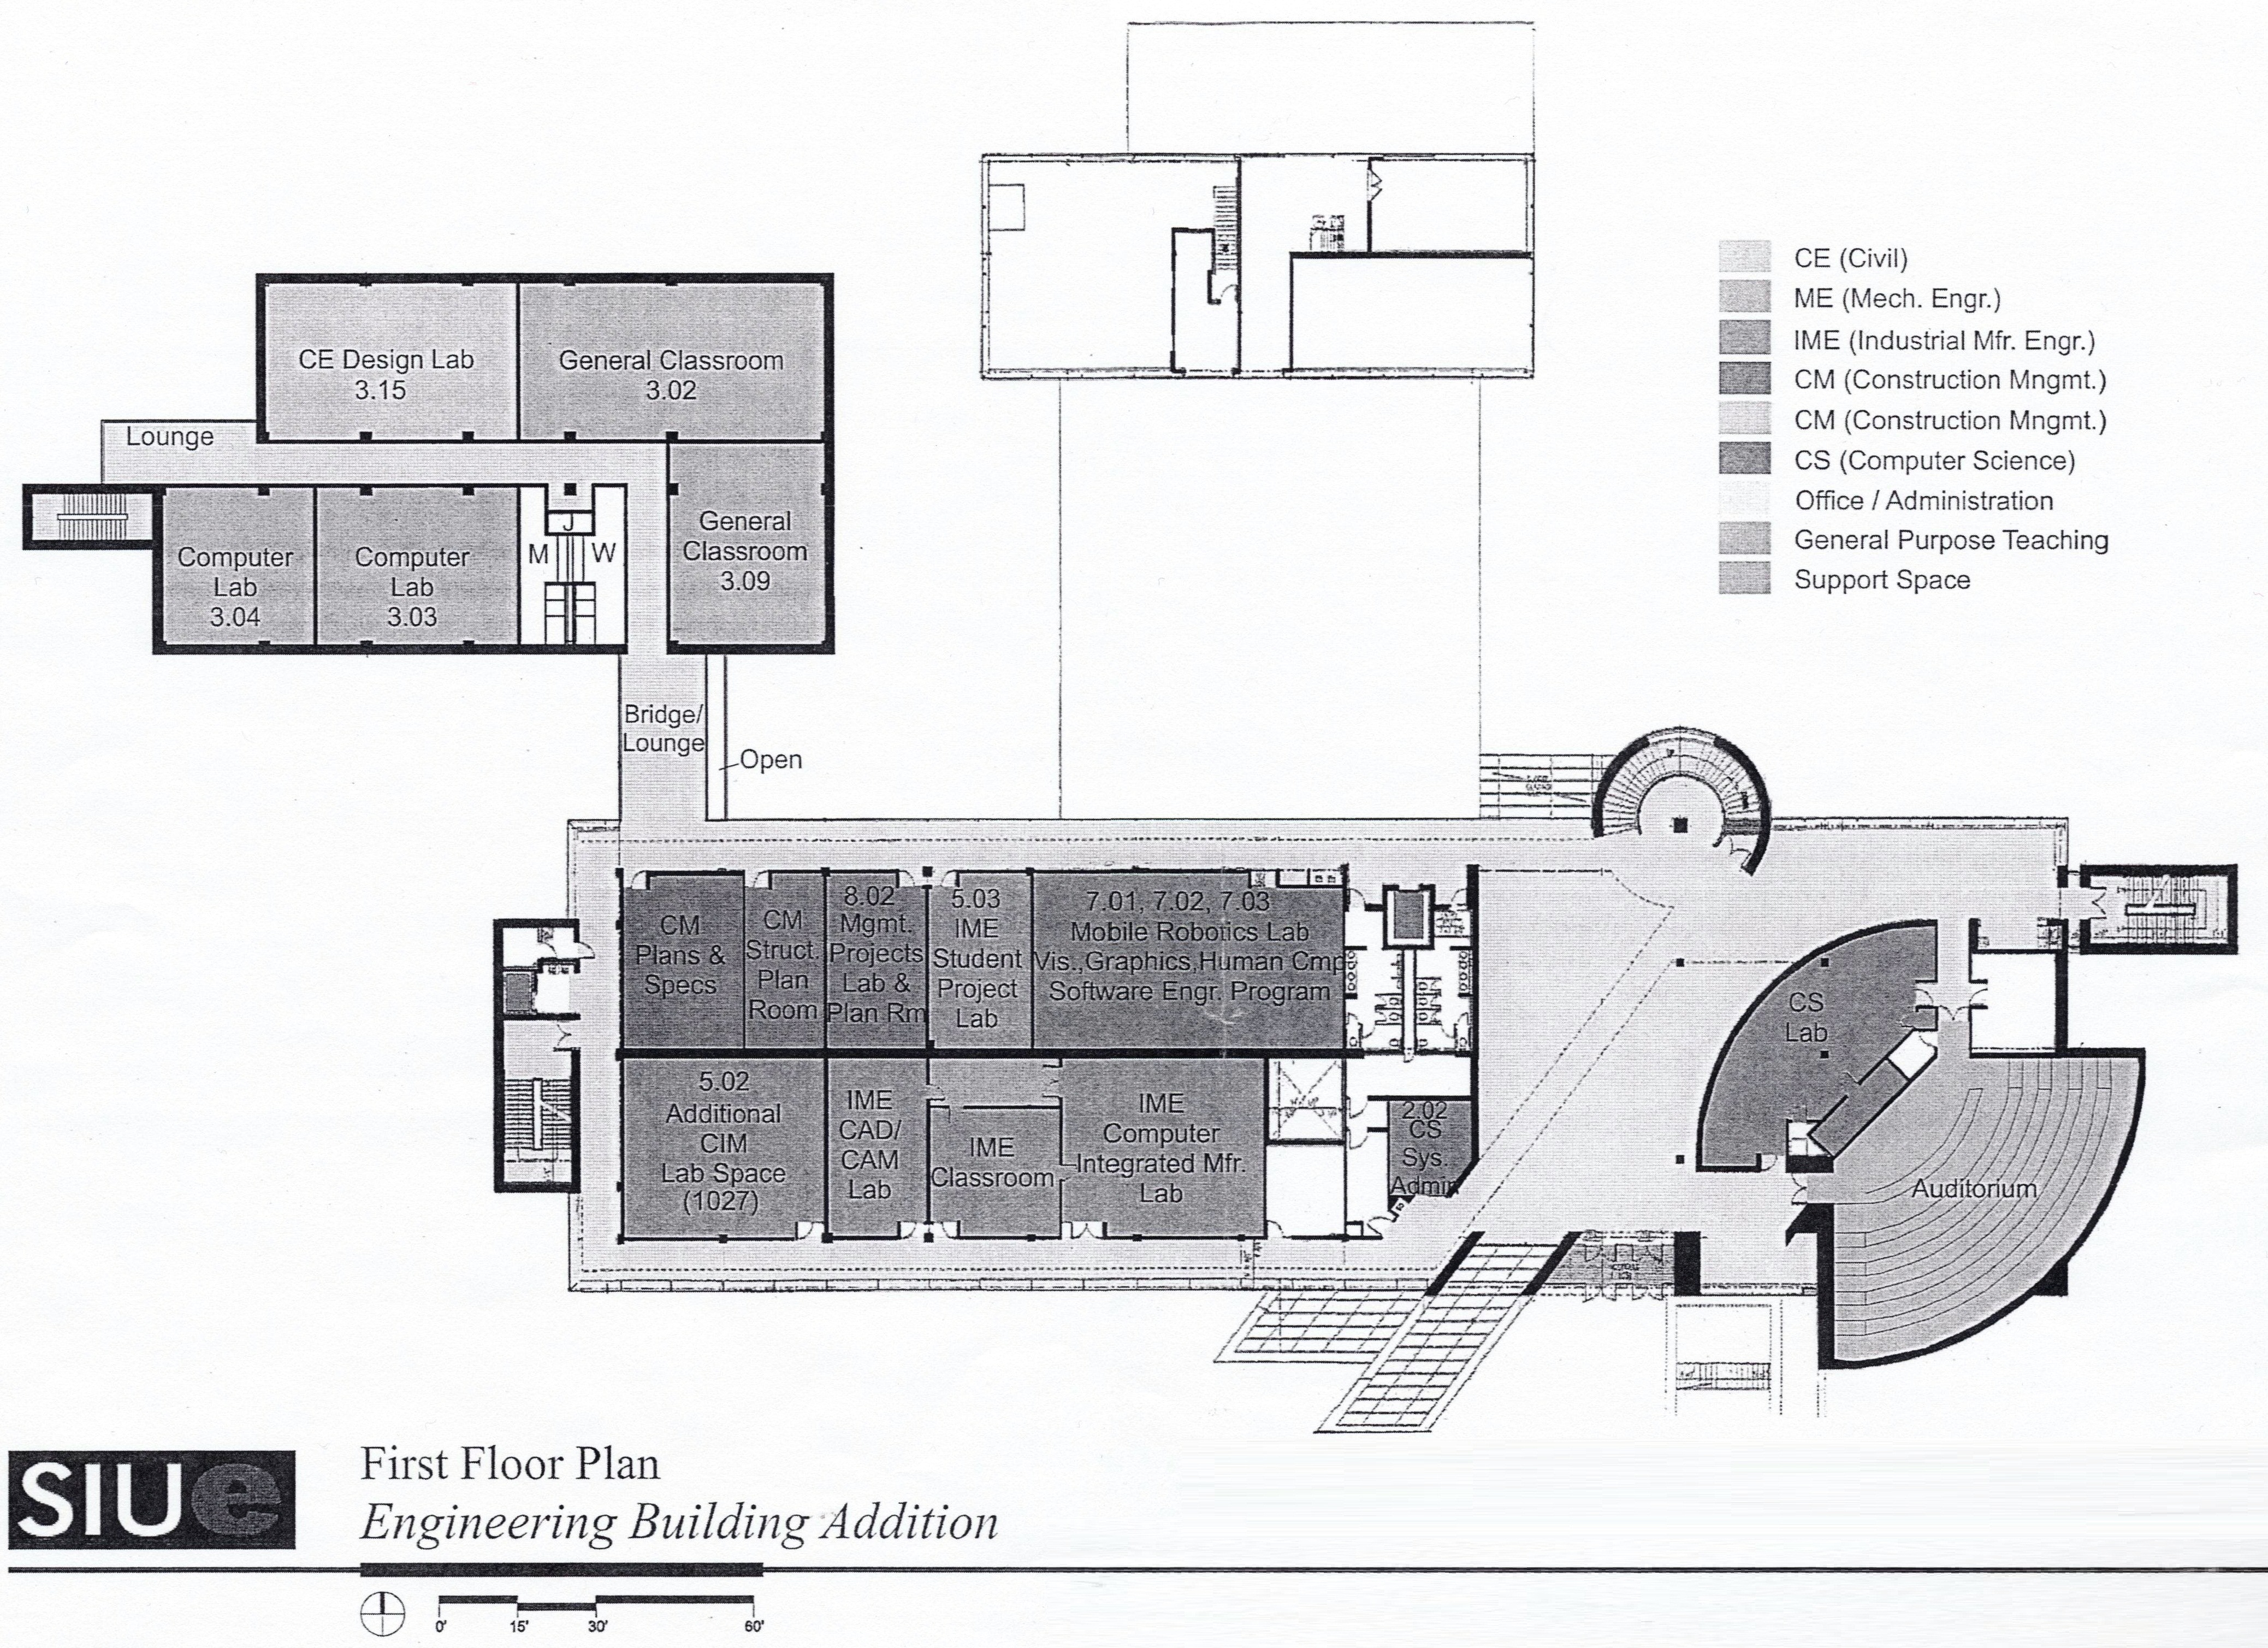 CE (Civil)
ME (Mech. Engr.)
IME (Industrial Mfr. Engr.)
CM (Construction Mngmt.)
CM (Construction Mngmt.)
CS (Computer Science)
Office / Administration
General Purpose Teaching
Support Space
CE Design Lab
3.15
General Classroom
3.02
Lounge
Computer
Lab
3.04
Computer
Lab
3.03
M
J
W
General
Classroom
3.09
Bridge/
Lounge
Open
CM
Plans &
Specs
CM
Struct.
Plan
Room
8.02
Mgmt.
Projects
Lab &
Plan Rm
5.03
IME
Student
Project
Lab
7.01, 7.02, 7.03
Mobile Robotics Lab
Vis.,Graphics,Human Cmp
Software Engr. Program
5.02
Additional
CIM
Lab Space
(1027)
IME
CAD/
CAM
Lab
IME
Classroom
IME
Computer
Integrated Mfr.
Lab
2.02
CS
Sys.
Admin
CS
Lab
Auditorium
SIUe
First Floor Plan
Engineering Building Addition
0' 15' 30' 60'